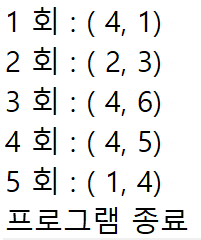 1 회 : ( 4, 1)
2 회 : ( 2, 3)
3 회 : ( 4, 6)
4 회 : ( 4, 5)
5 회 : ( 1, 4)
프로그램 종료